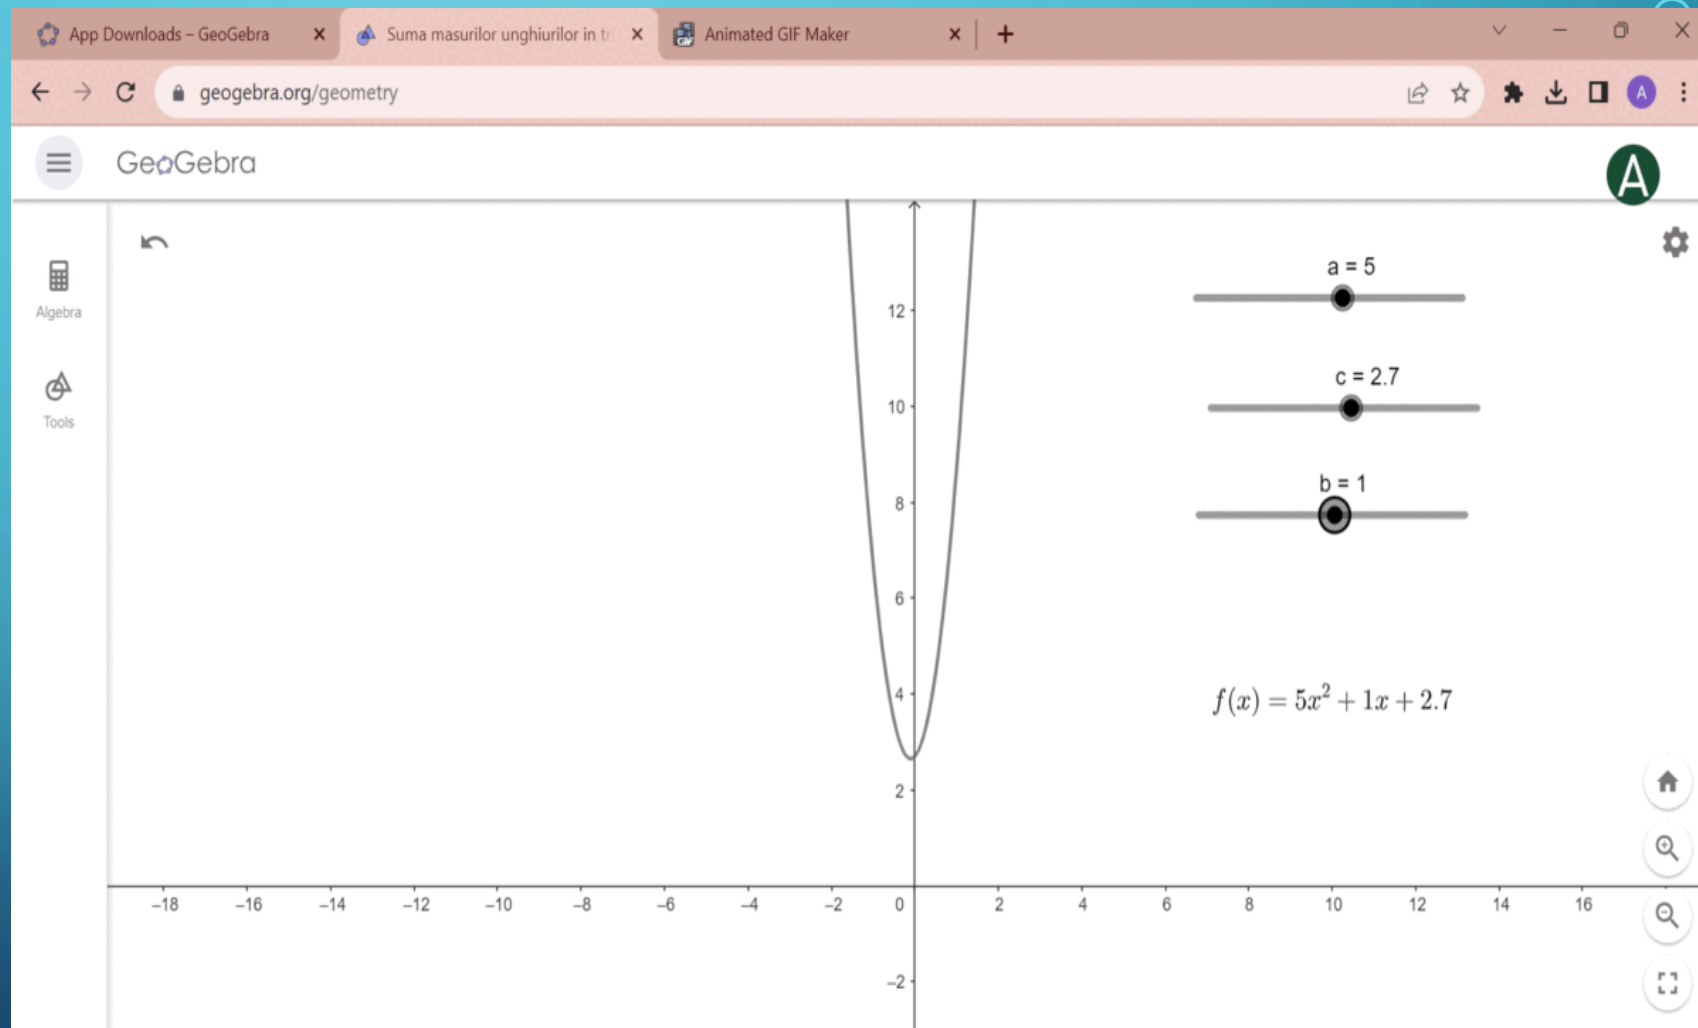 App Downloads – GeoGebra
Suma masurilor unghiurilor in tri
Animated GIF Maker
geogebra.org/geometry
A
GeoGebra
A
Algebra
Tools
a = 5
c = 2.7
b = 1
f(x) = 5x² + 1x + 2.7
12
10
8
6
4
2
–18 –16 –14 –12 –10 –8 –6 –4 –2 0 2 4 6 8 10 12 14 16
–2